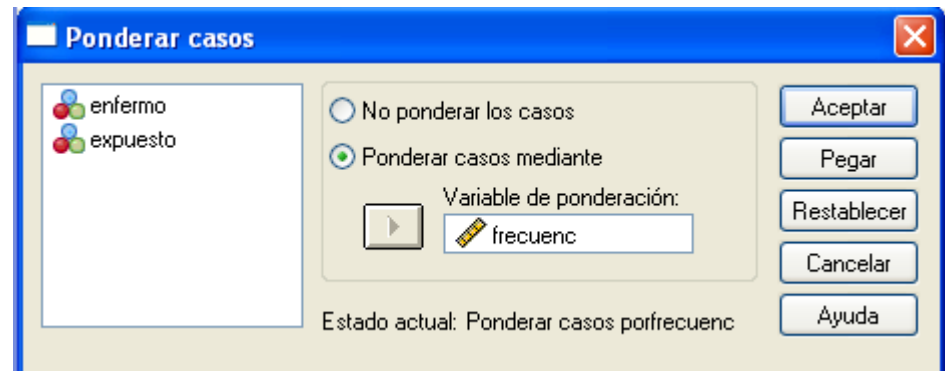 Ponderar casos
enfermo
expuesto
No ponderar los casos
Ponderar casos mediante
Variable de ponderación:
frecuenc
Estado actual: Ponderar casos porfrecuenc
Aceptar
Pegar
Restablecer
Cancelar
Ayuda